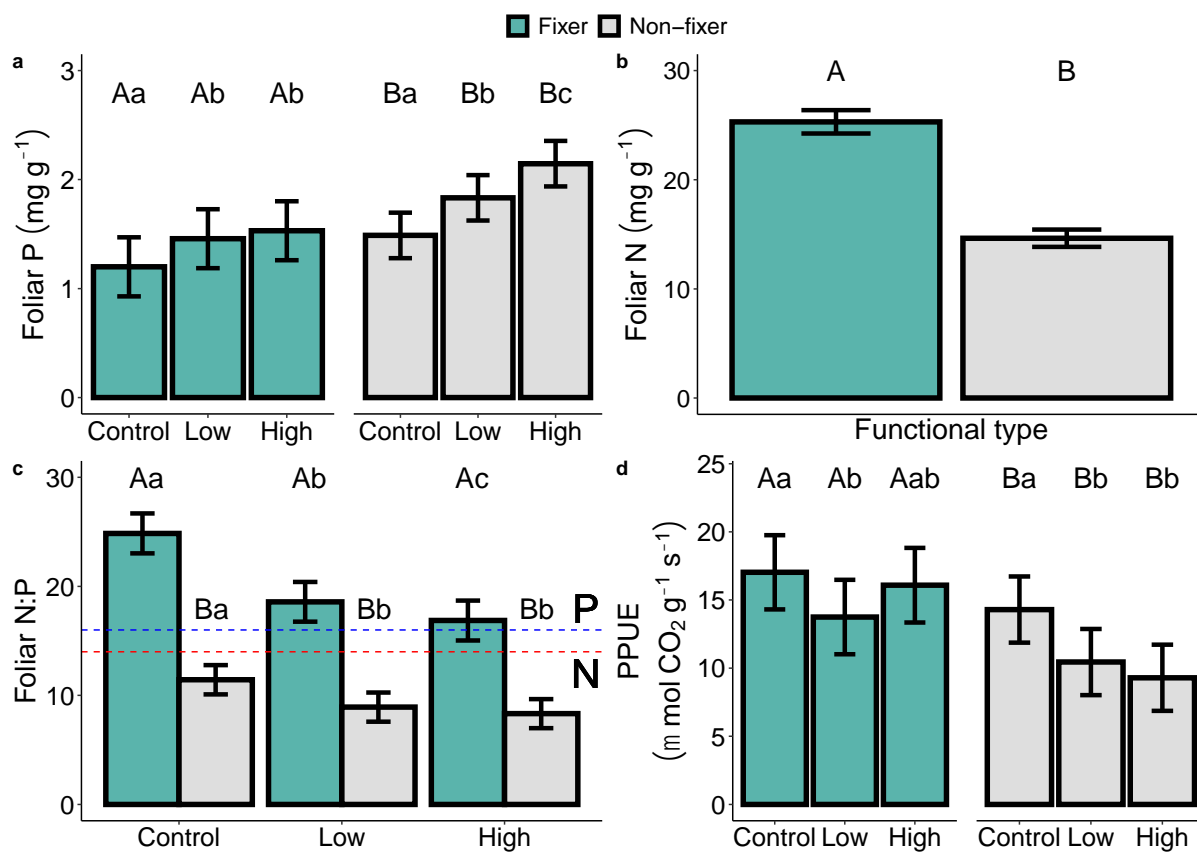 Fixer Non−fixer
a
Foliar P (mg g⁻¹)
3
2
1
0
Aa Ab Ab Ba Bb Bc
Control Low High Control Low High
b
Foliar N (mg g⁻¹)
30
20
10
0
A B
Functional type
c
Foliar N:P
30
20
10
0
Aa Ab Ac
Ba Bb Bb
P
N
Control Low High
d
PPUE
(m mol CO₂ g⁻¹ s⁻¹)
25
20
15
10
5
0
Aa Ab Aab Ba Bb Bb
Control Low High Control Low High